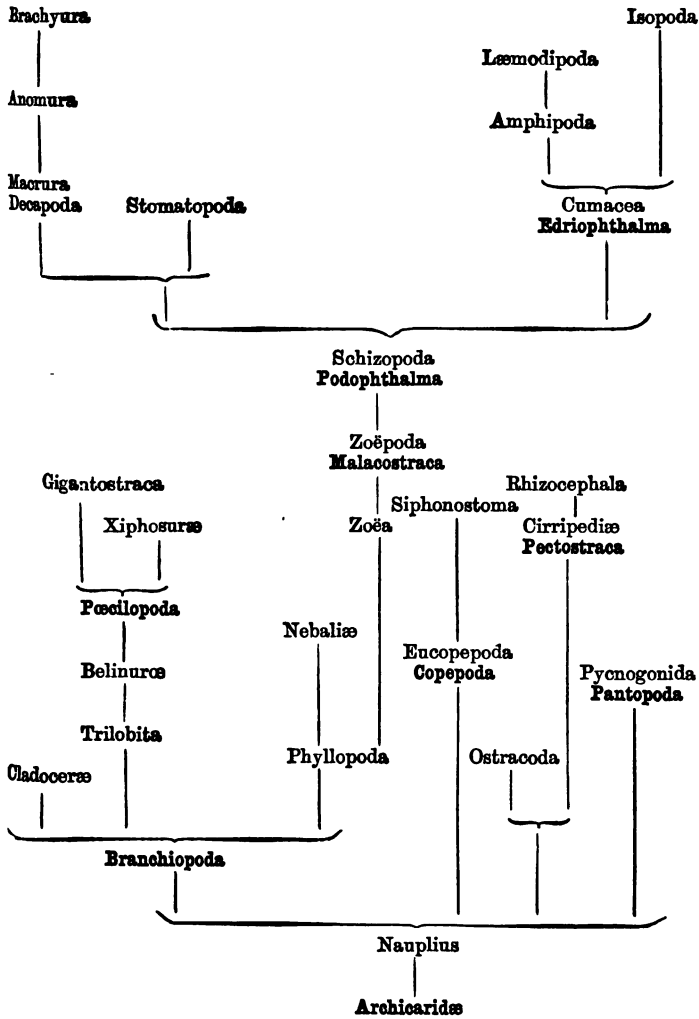 Brachyura
Isopoda
Læmodipoda
Anomura
Amphipoda
Macrura
Decapoda
Stomatopoda
Cumacea
Edriophthalma
Schizopoda
Podophthalma
Zoëpoda
Malacostraca
Gigantostraca
Siphonostoma
Rhizocephala
Xiphosuræ
Zoëa
Cirripediæ
Pectostraca
Pœcilopoda
Nebaliæ
Eucopepoda
Copepoda
Belinurœ
Pycnogonida
Pantopoda
Trilobita
Phyllopoda
Ostracoda
Cladoceræ
Branchiopoda
Nauplius
Archicaridæ